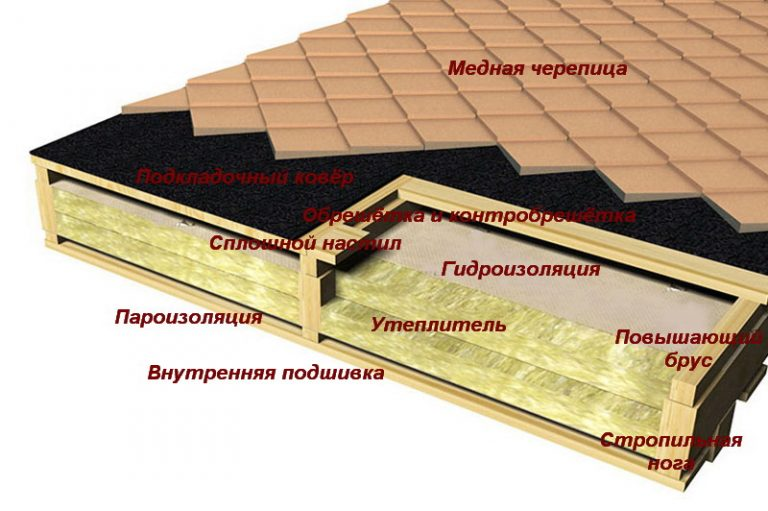 Медная черепица
Подкладочный ковёр
Обрешётка и контробрешётка
Сплошной настил
Гидроизоляция
Пароизоляция
Утеплитель
Повышающий
брус
Внутренняя подшивка
Стропильная
нога